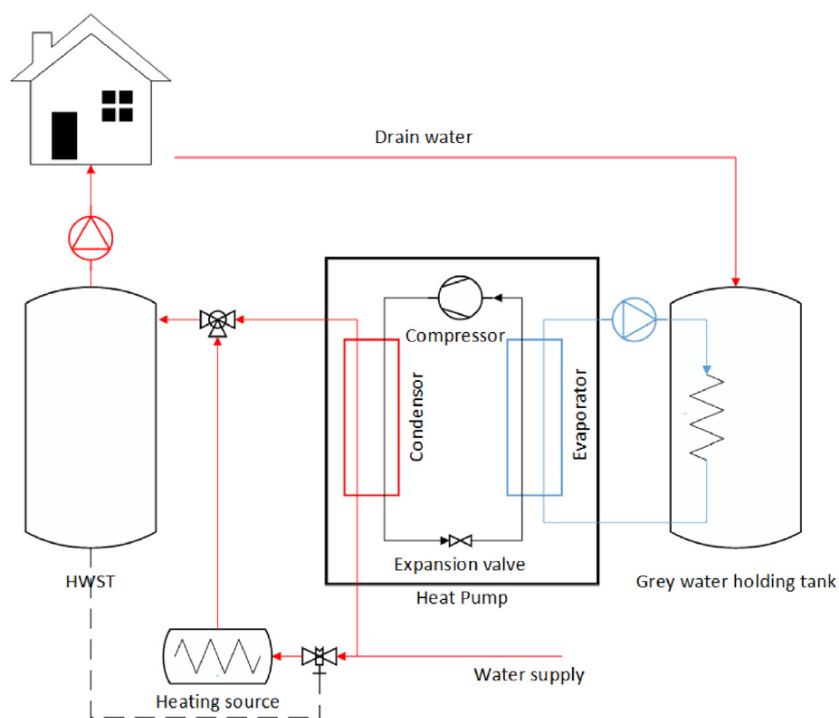 Drain water
Compressor
Condensor
Evaporator
Expansion valve
HWST
Heat Pump
Grey water holding tank
Water supply
Heating source